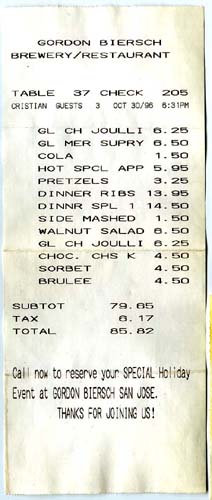 GORDON BIERSCH
BREWERY/RESTAURANT
TABLE 37 CHECK 205
CRISTIAN GUESTS 3 OCT 30/96 6:31PM
GL CH JOULLI 6.25
GL MER SUPRY 6.50
COLA 1.50
HOT SPCL APP 5.95
PRETZELS 3.25
DINNER RIBS 13.95
DINNR SPL 1 14.50
SIDE MASHED 1.50
WALNUT SALAD 6.50
GL CH JOULLI 6.25
CHOC. CHS K 4.50
SORBET 4.50
BRULEE 4.50
SUBTOT 79.65
TAX 6.17
TOTAL 85.82
Call now to reserve your SPECIAL Holiday
Event at GORDON BIERSCH SAN JOSE.
THANKS FOR JOINING US!